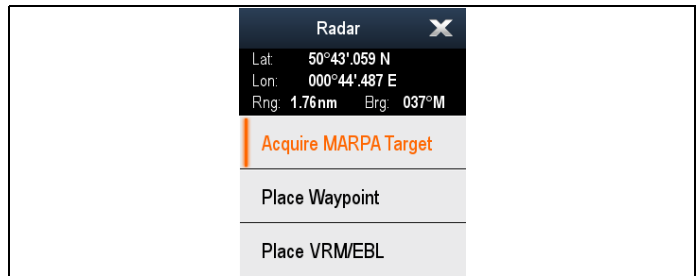 Radar X
Lat: 50°43'.059 N
Lon: 000°44'.487 E
Rng: 1.76nm Brg: 037°M
Acquire MARPA Target
Place Waypoint
Place VRM/EBL